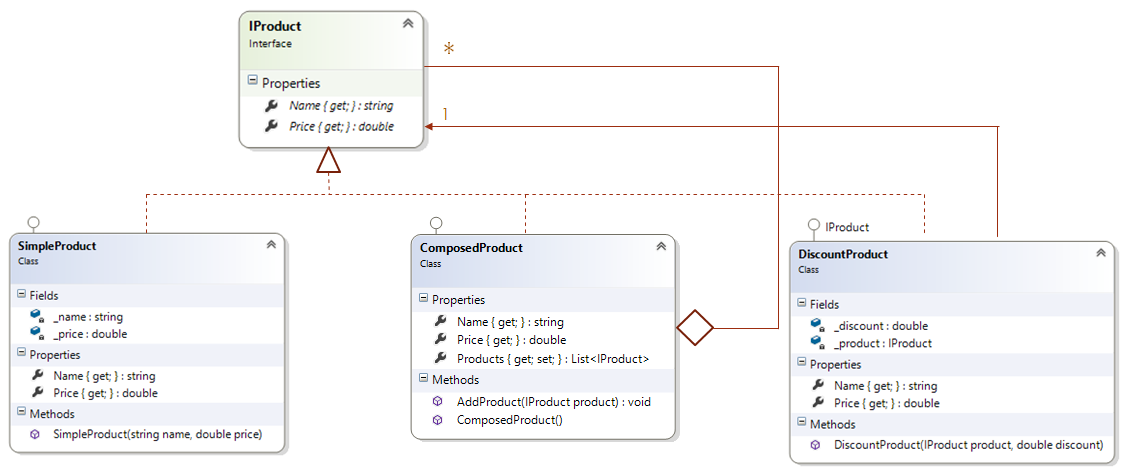 IProduct
Interface
Properties
Name { get; } : string
Price { get; } : double
*
1
SimpleProduct
Class
Fields
_name : string
_price : double
Properties
Name { get; } : string
Price { get; } : double
Methods
SimpleProduct(string name, double price)
ComposedProduct
Class
Properties
Name { get; } : string
Price { get; } : double
Products { get; set; } : List<IProduct>
Methods
AddProduct(IProduct product) : void
ComposedProduct()
IProduct
DiscountProduct
Class
Fields
_discount : double
_product : IProduct
Properties
Name { get; } : string
Price { get; } : double
Methods
DiscountProduct(IProduct product, double discount)